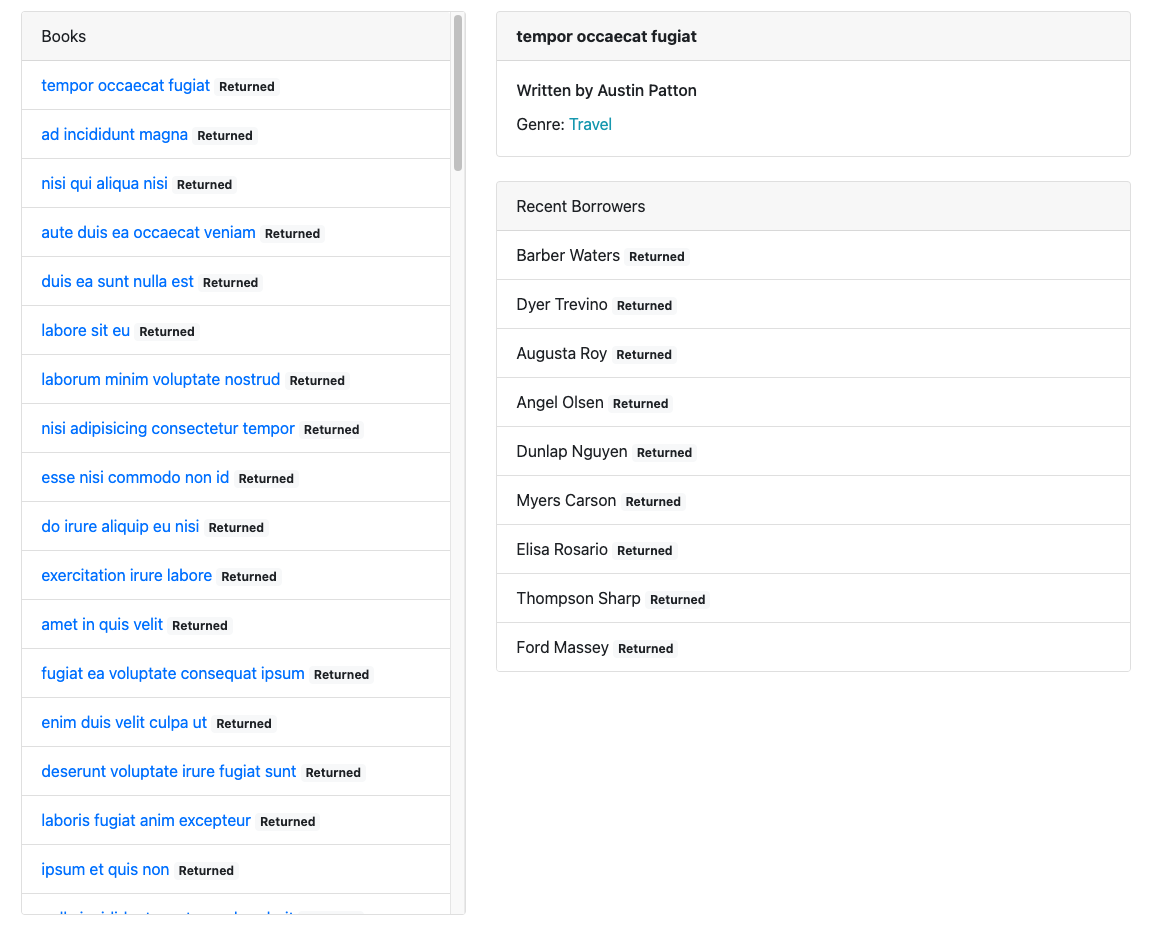 Books
tempor occaecat fugiat Returned
ad incididunt magna Returned
nisi qui aliqua nisi Returned
aute duis ea occaecat veniam Returned
duis ea sunt nulla est Returned
labore sit eu Returned
laborum minim voluptate nostrud Returned
nisi adipisicing consectetur tempor Returned
esse nisi commodo non id Returned
do irure aliquip eu nisi Returned
exercitation irure labore Returned
amet in quis velit Returned
fugiat ea voluptate consequat ipsum Returned
enim duis velit culpa ut Returned
deserunt voluptate irure fugiat sunt Returned
laboris fugiat anim excepteur Returned
ipsum et quis non Returned
tempor occaecat fugiat
Written by Austin Patton
Genre: Travel
Recent Borrowers
Barber Waters Returned
Dyer Trevino Returned
Augusta Roy Returned
Angel Olsen Returned
Dunlap Nguyen Returned
Myers Carson Returned
Elisa Rosario Returned
Thompson Sharp Returned
Ford Massey Returned